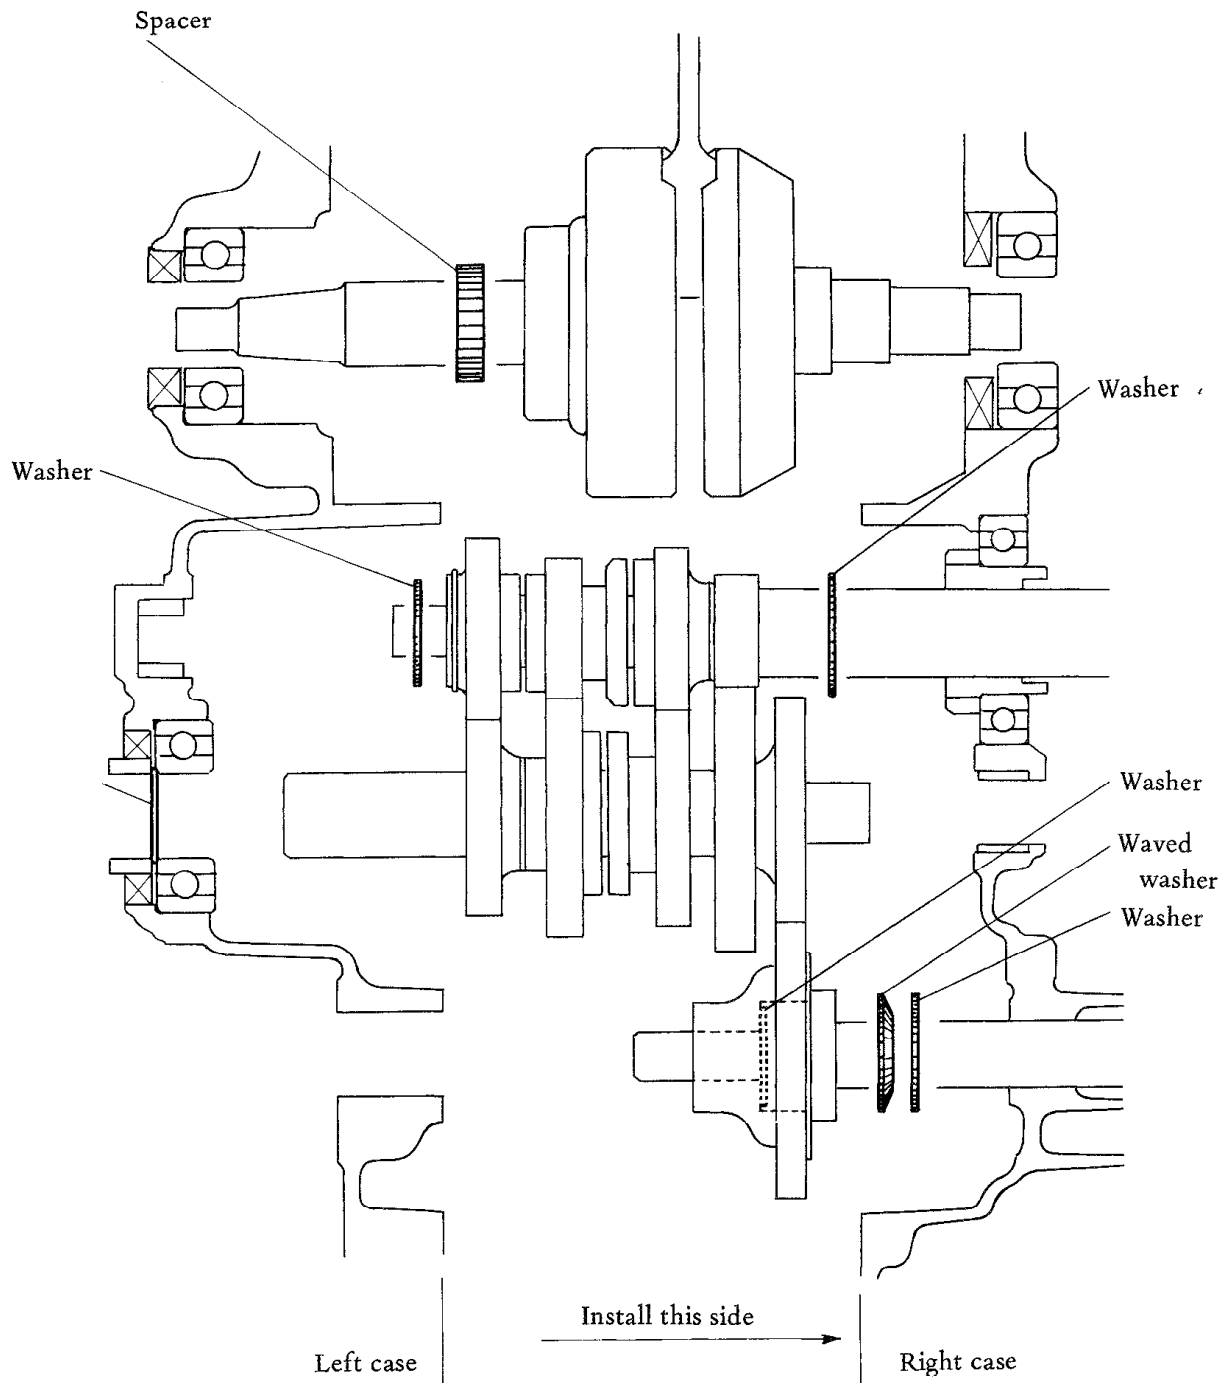 Spacer
Washer
Washer
Washer
Waved
washer
Washer
Install this side
Left case
Right case